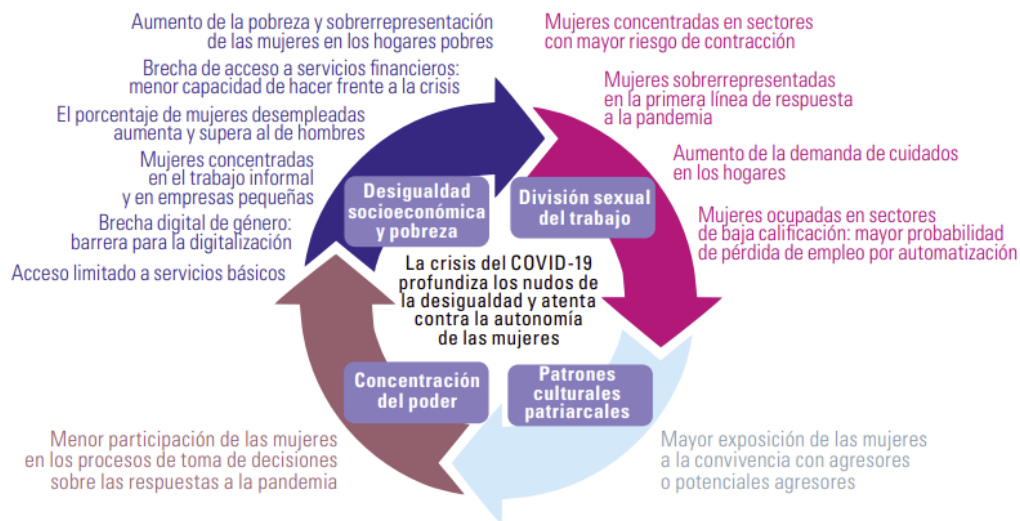 Aumento de la pobreza y sobrerrepresentación
de las mujeres en los hogares pobres
Brecha de acceso a servicios financieros:
menor capacidad de hacer frente a la crisis
El porcentaje de mujeres desempleadas
aumenta y supera al de hombres
Mujeres concentradas
en el trabajo informal
y en empresas pequeñas
Brecha digital de género:
barrera para la digitalización
Acceso limitado a servicios básicos
Mujeres concentradas en sectores
con mayor riesgo de contracción
Mujeres sobrerrepresentadas
en la primera línea de respuesta
a la pandemia
Aumento de la demanda de cuidados
en los hogares
Mujeres ocupadas en sectores
de baja calificación: mayor probabilidad
de pérdida de empleo por automatización
Desigualdad
socioeconómica
y pobreza
División sexual
del trabajo
La crisis del COVID-19
profundiza los nudos de
la desigualdad y atenta
contra la autonomía
de las mujeres
Concentración
del poder
Patrones
culturales
patriarcales
Menor participación de las mujeres
en los procesos de toma de decisiones
sobre las respuestas a la pandemia
Mayor exposición de las mujeres
a la convivencia con agresores
o potenciales agresores